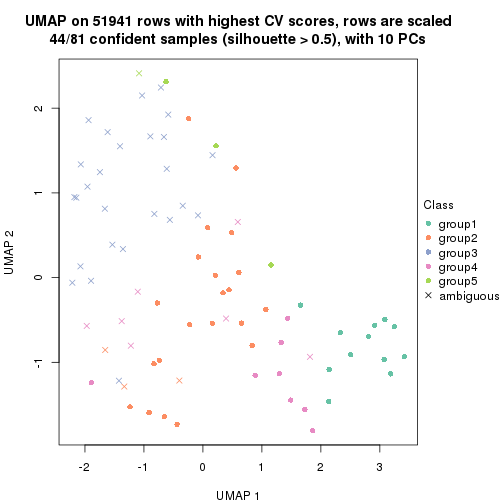 UMAP on 51941 rows with highest CV scores, rows are scaled
44/81 confident samples (silhouette > 0.5), with 10 PCs
2
1
0
-1
UMAP 2
-2
-1
0
1
2
3
UMAP 1
Class
group1
group2
group3
group4
group5
ambiguous